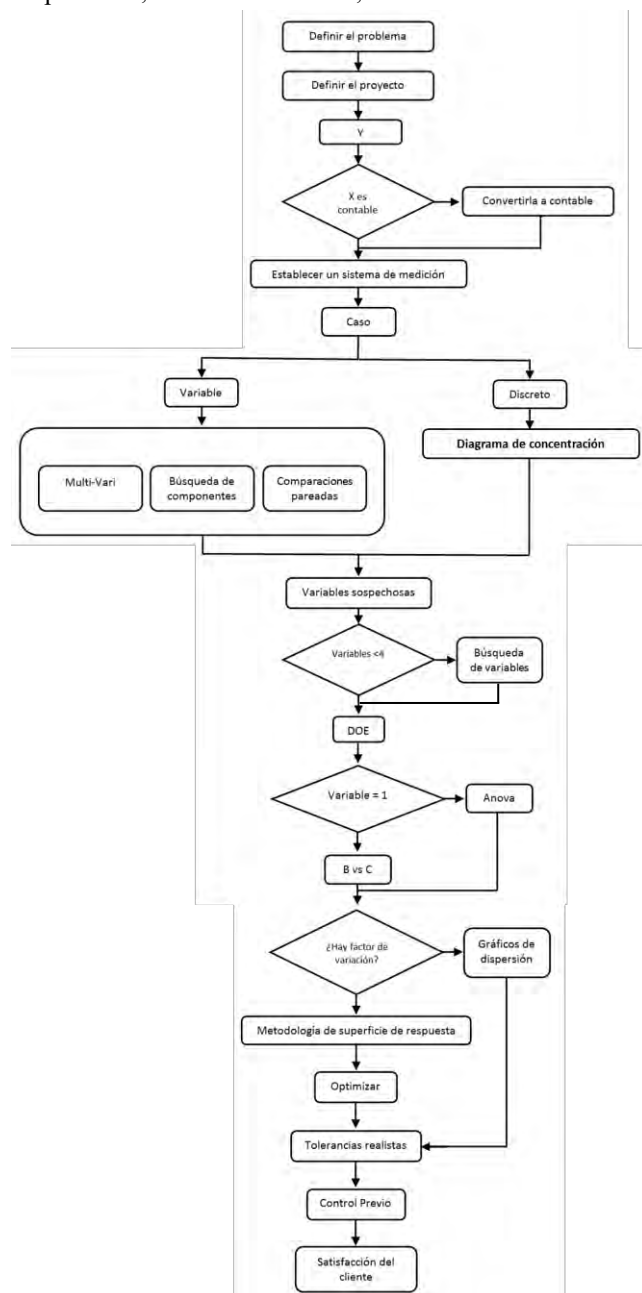 Definir el problema
Definir el proyecto
Y
X es
contable
Convertirla a contable
Establecer un sistema de medición
Caso
Variable
Discreto
Diagrama de concentración
Multi-Vari
Búsqueda de
componentes
Comparaciones
pareadas
Variables sospechosas
Variables <4
Búsqueda
de variables
DOE
Variable = 1
Anova
B vs C
¿Hay factor de
variación?
Gráficos de
dispersión
Metodología de superficie de respuesta
Optimizar
Tolerancias realistas
Control Previo
Satisfacción del
cliente